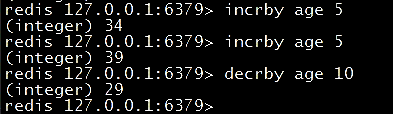 redis 127.0.0.1:6379> incrby age 5
(integer) 34
redis 127.0.0.1:6379> incrby age 5
(integer) 39
redis 127.0.0.1:6379> decrby age 10
(integer) 29
redis 127.0.0.1:6379>